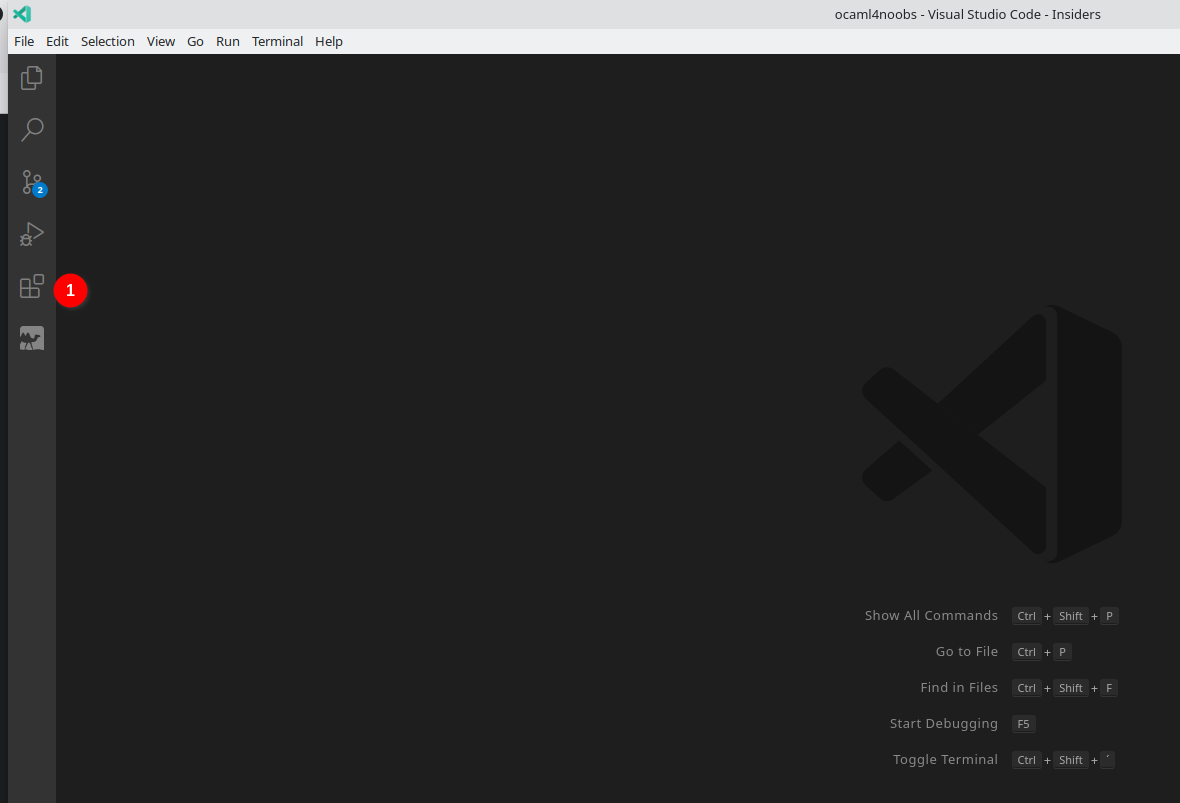 ocaml4noobs - Visual Studio Code - Insiders
File Edit Selection View Go Run Terminal Help
2
1
Show All Commands Ctrl + Shift + P
Go to File Ctrl + P
Find in Files Ctrl + Shift + F
Start Debugging F5
Toggle Terminal Ctrl + Shift + `